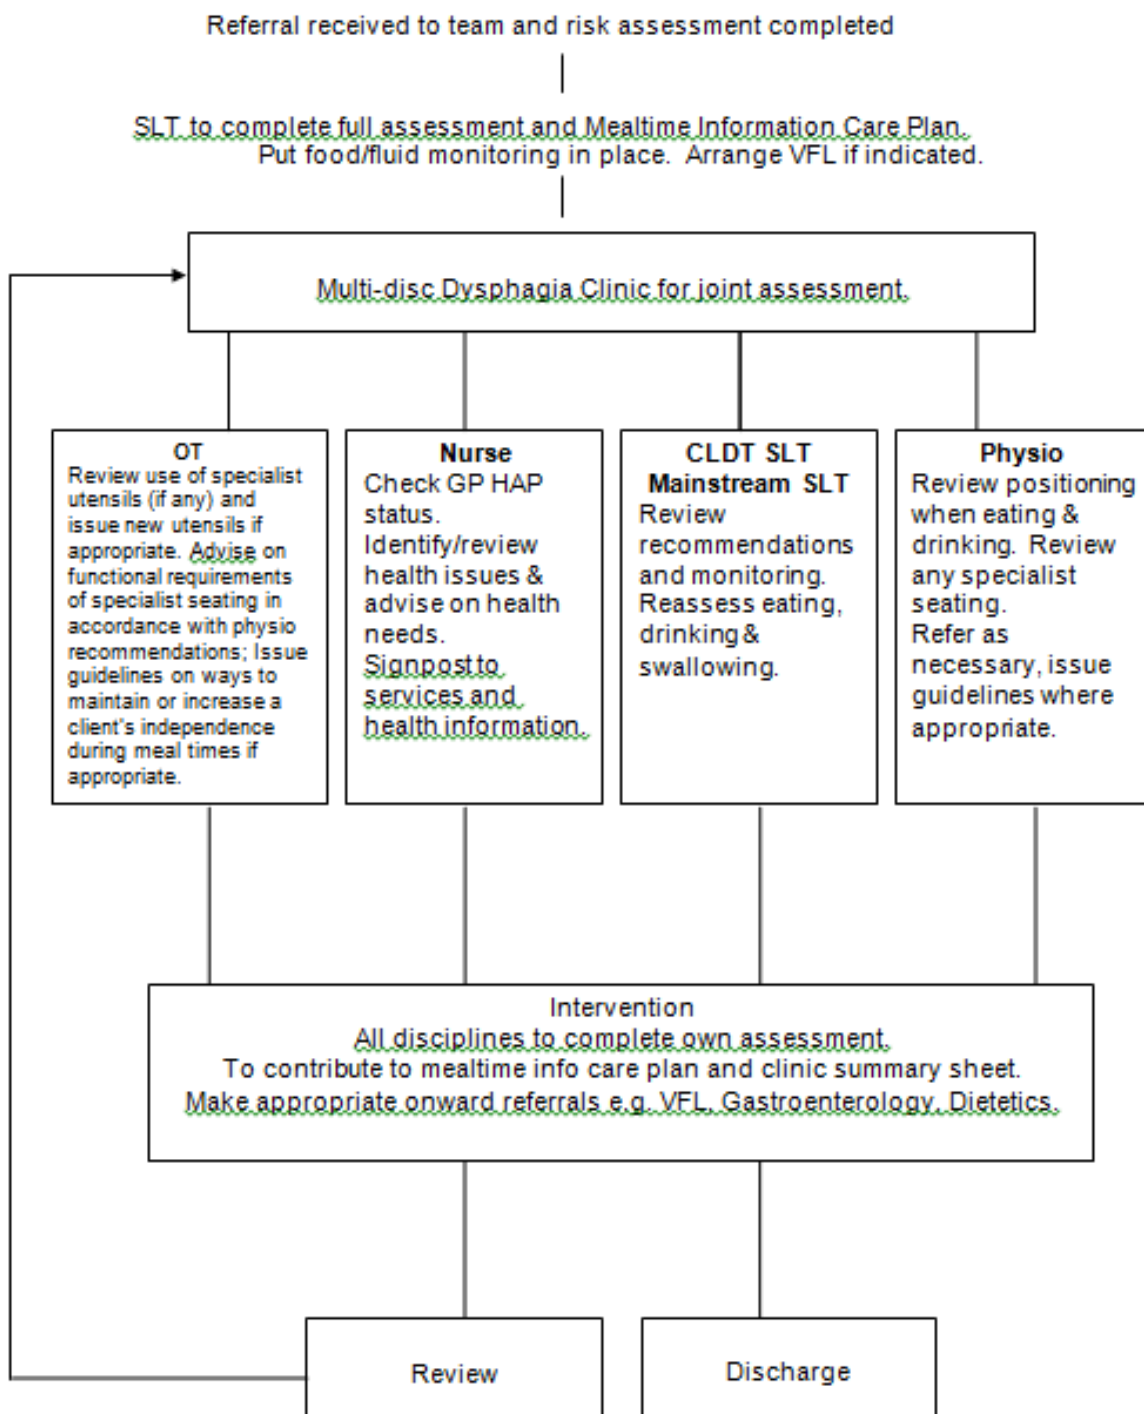 Referral received to team and risk assessment completed
SLT to complete full assessment and Mealtime Information Care Plan.
Put food/fluid monitoring in place.  Arrange VFL if indicated.
Multi-disc Dysphagia Clinic for joint assessment.
OT
Review use of specialist
utensils (if any) and
issue new utensils if
appropriate. Advise on
functional requirements
of specialist seating in
accordance with physio
recommendations; Issue
guidelines on ways to
maintain or increase a
client's independence
during meal times if
appropriate.
Nurse
Check GP HAP
status.
Identify/review
health issues &
advise on health
needs.
Signpost to
services and
health information.
CLDT SLT
Mainstream SLT
Review
recommendations
and monitoring.
Reassess eating,
drinking &
swallowing.
Physio
Review positioning
when eating &
drinking.  Review
any specialist
seating.
Refer as
necessary, issue
guidelines where
appropriate.
Intervention
All disciplines to complete own assessment.
To contribute to mealtime info care plan and clinic summary sheet.
Make appropriate onward referrals e.g. VFL, Gastroenterology, Dietetics.
Review
Discharge